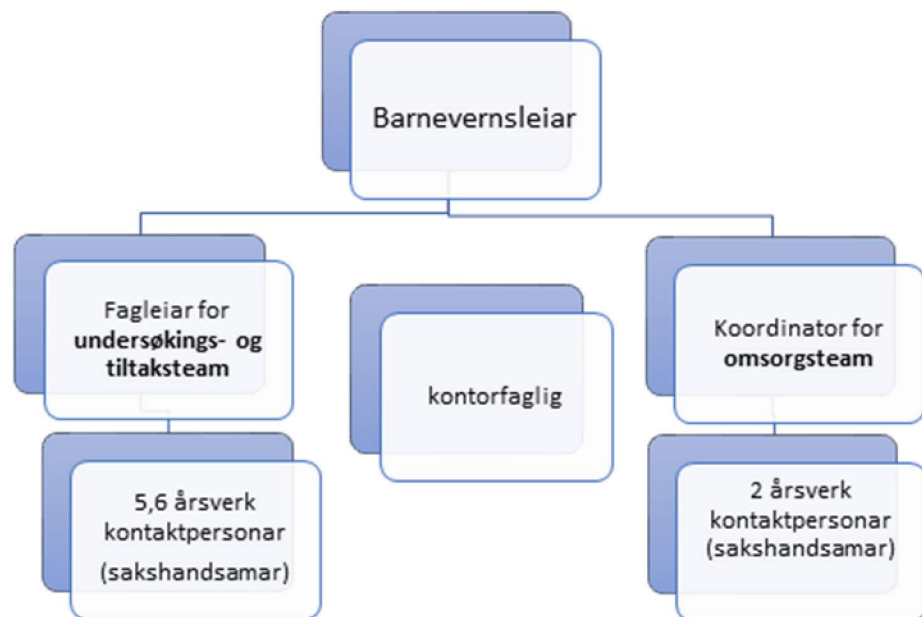 Barnevernsleiar
Fagleiar for
undersøkings- og
tiltaksteam
kontorfaglig
Koordinator for
omsorgsteam
5,6 årsverk
kontaktpersonar
(sakshandsamar)
2 årsverk
kontaktpersonar
(sakshandsamar)